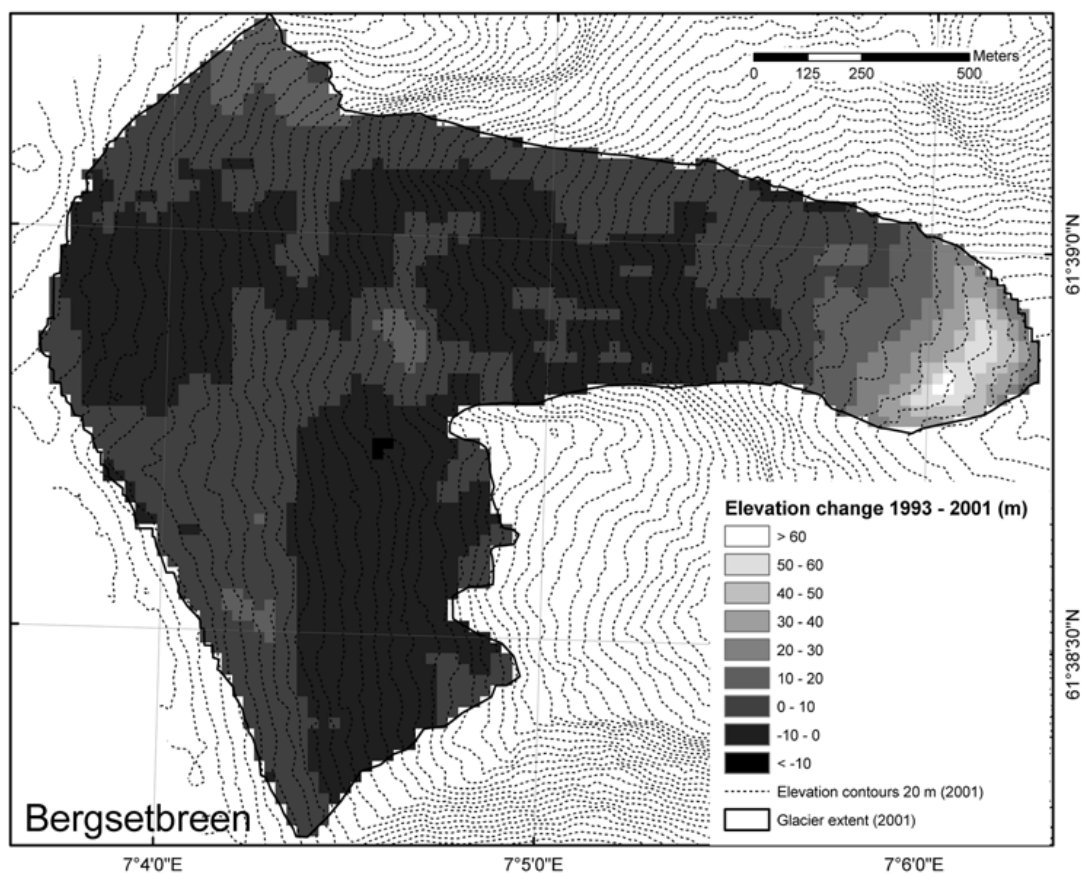 Meters
0 125 250 500
61°39'0"N
Elevation change 1993 - 2001 (m)
> 60
50 - 60
40 - 50
30 - 40
20 - 30
10 - 20
0 - 10
-10 - 0
< -10
Elevation contours 20 m (2001)
Glacier extent (2001)
61°38'30"N
Bergsetbreen
7°4'0"E 7°5'0"E 7°6'0"E